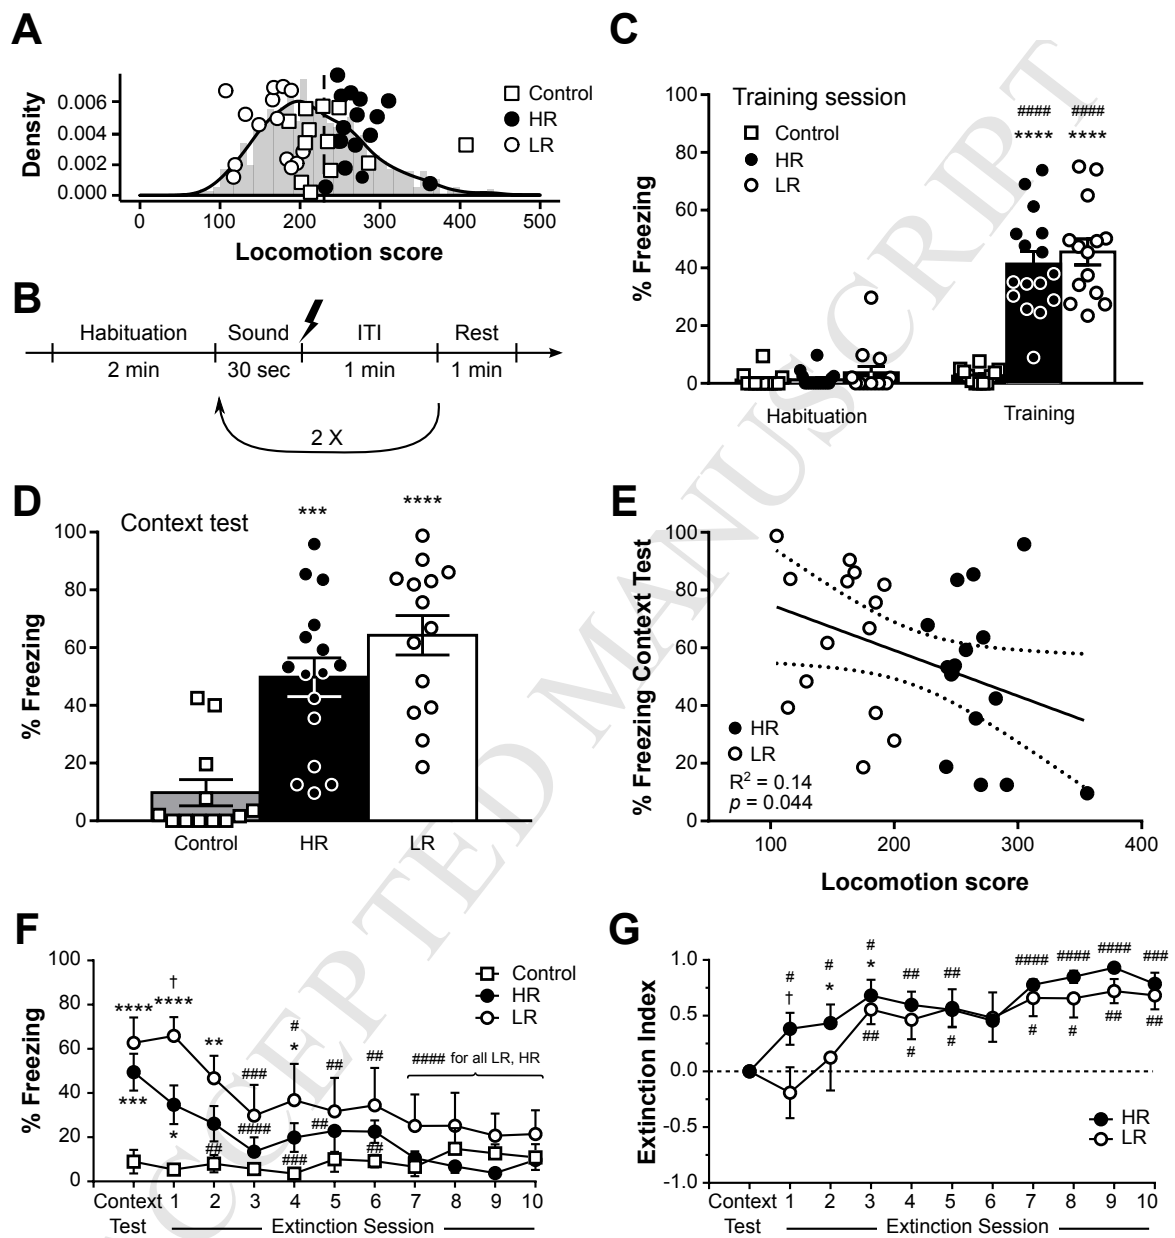 A
Density
0.006
0.004
0.002
0.000
0
100
200
300
400
500
Locomotion score
Control
HR
LR
B
Habituation
Sound
ITI
Rest
2 min
30 sec
1 min
1 min
2 X
C
Training session
Control
HR
LR
% Freezing
100
80
60
40
20
0
####
####
****
****
Habituation
Training
D
Context test
% Freezing
100
80
60
40
20
0
***
****
Control
HR
LR
E
% Freezing Context Test
100
80
60
40
20
0
HR
LR
R² = 0.14
p = 0.044
100
200
300
400
Locomotion score
F
% Freezing
100
80
60
40
20
0
Control
HR
LR
****
†
****
**
###
#
*
##
##
#### for all LR, HR
***
*
##
####
###
##
##
Context
Test
1
2
3
4
5
6
7
8
9
10
Extinction Session
G
Extinction Index
1.0
0.5
0.0
-0.5
-1.0
#
†
#
*
#
*
##
##
####
####
####
###
##
#
#
#
#
##
##
HR
LR
Context
Test
1
2
3
4
5
6
7
8
9
10
Extinction Session
CCEPTED MANUSCRIPT